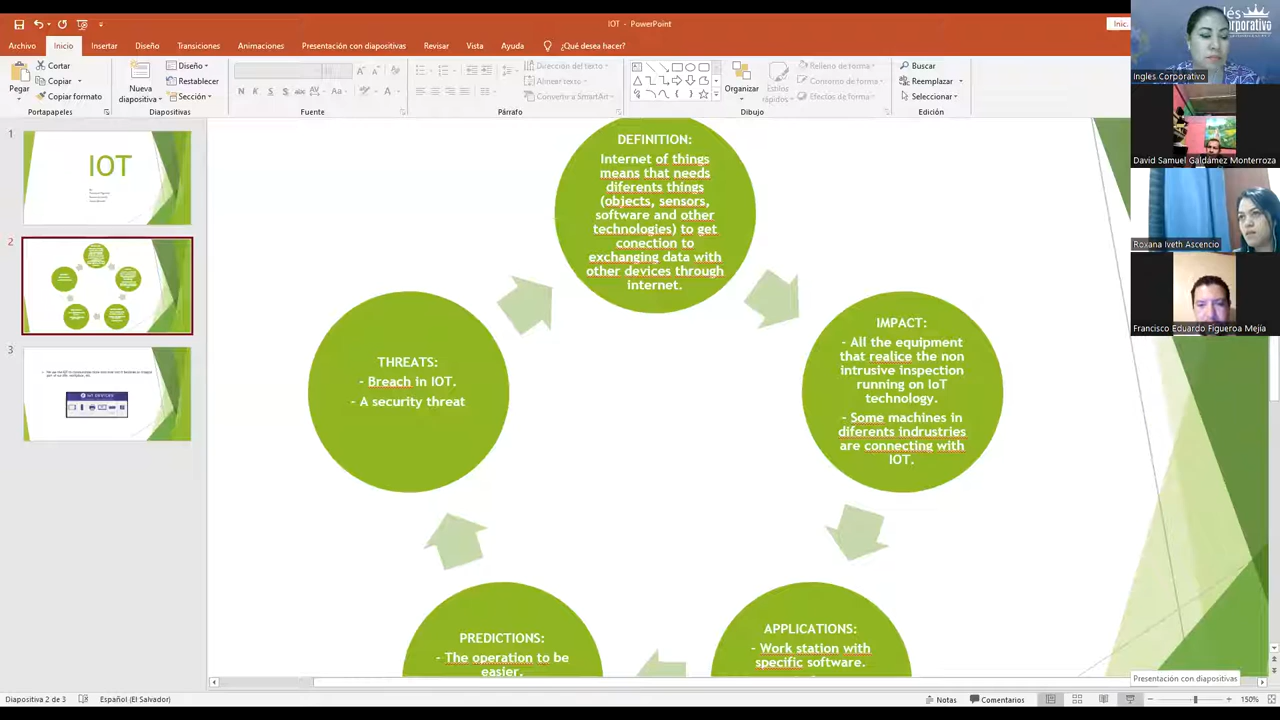 IOT - PowerPoint
Inic.
Archivo Inicio Insertar Diseño Transiciones Animaciones Presentación con diapositivas Revisar Vista Ayuda ¿Qué desea hacer?
Pegar
Cortar
Copiar
Copiar formato
Portapapeles
Nueva
diapositiva
Diseño
Restablecer
Sección
Diapositivas
N K S
Fuente
Dirección del texto
Alinear texto
Convertir a SmartArt
Párrafo
Organizar
Estilos
rápidos
Relleno de forma
Contorno de forma
Efectos de forma
Dibujo
Buscar
Reemplazar
Seleccionar
Edición
1
IOT
2
3
DEFINITION:
Internet of things
means that needs
diferents things
(objects, sensors,
software and other
technologies) to get
conection to
exchanging data with
other devices through
internet.
IMPACT:
- All the equipment
that realice the non
intrusive inspection
running on IoT
technology.
- Some machines in
diferents indrustries
are connecting with
IOT.
APPLICATIONS:
- Work station with
specific software.
PREDICTIONS:
- The operation to be
easier.
THREATS:
- Breach in IOT.
- A security threat
Ingles Corporativo
David Samuel Galdámez Monterroza
Roxana Iveth Ascencio
Francisco Eduardo Figueroa Mejía
Presentación con diapositivas
Diapositiva 2 de 3 Español (El Salvador) Notas Comentarios 150%